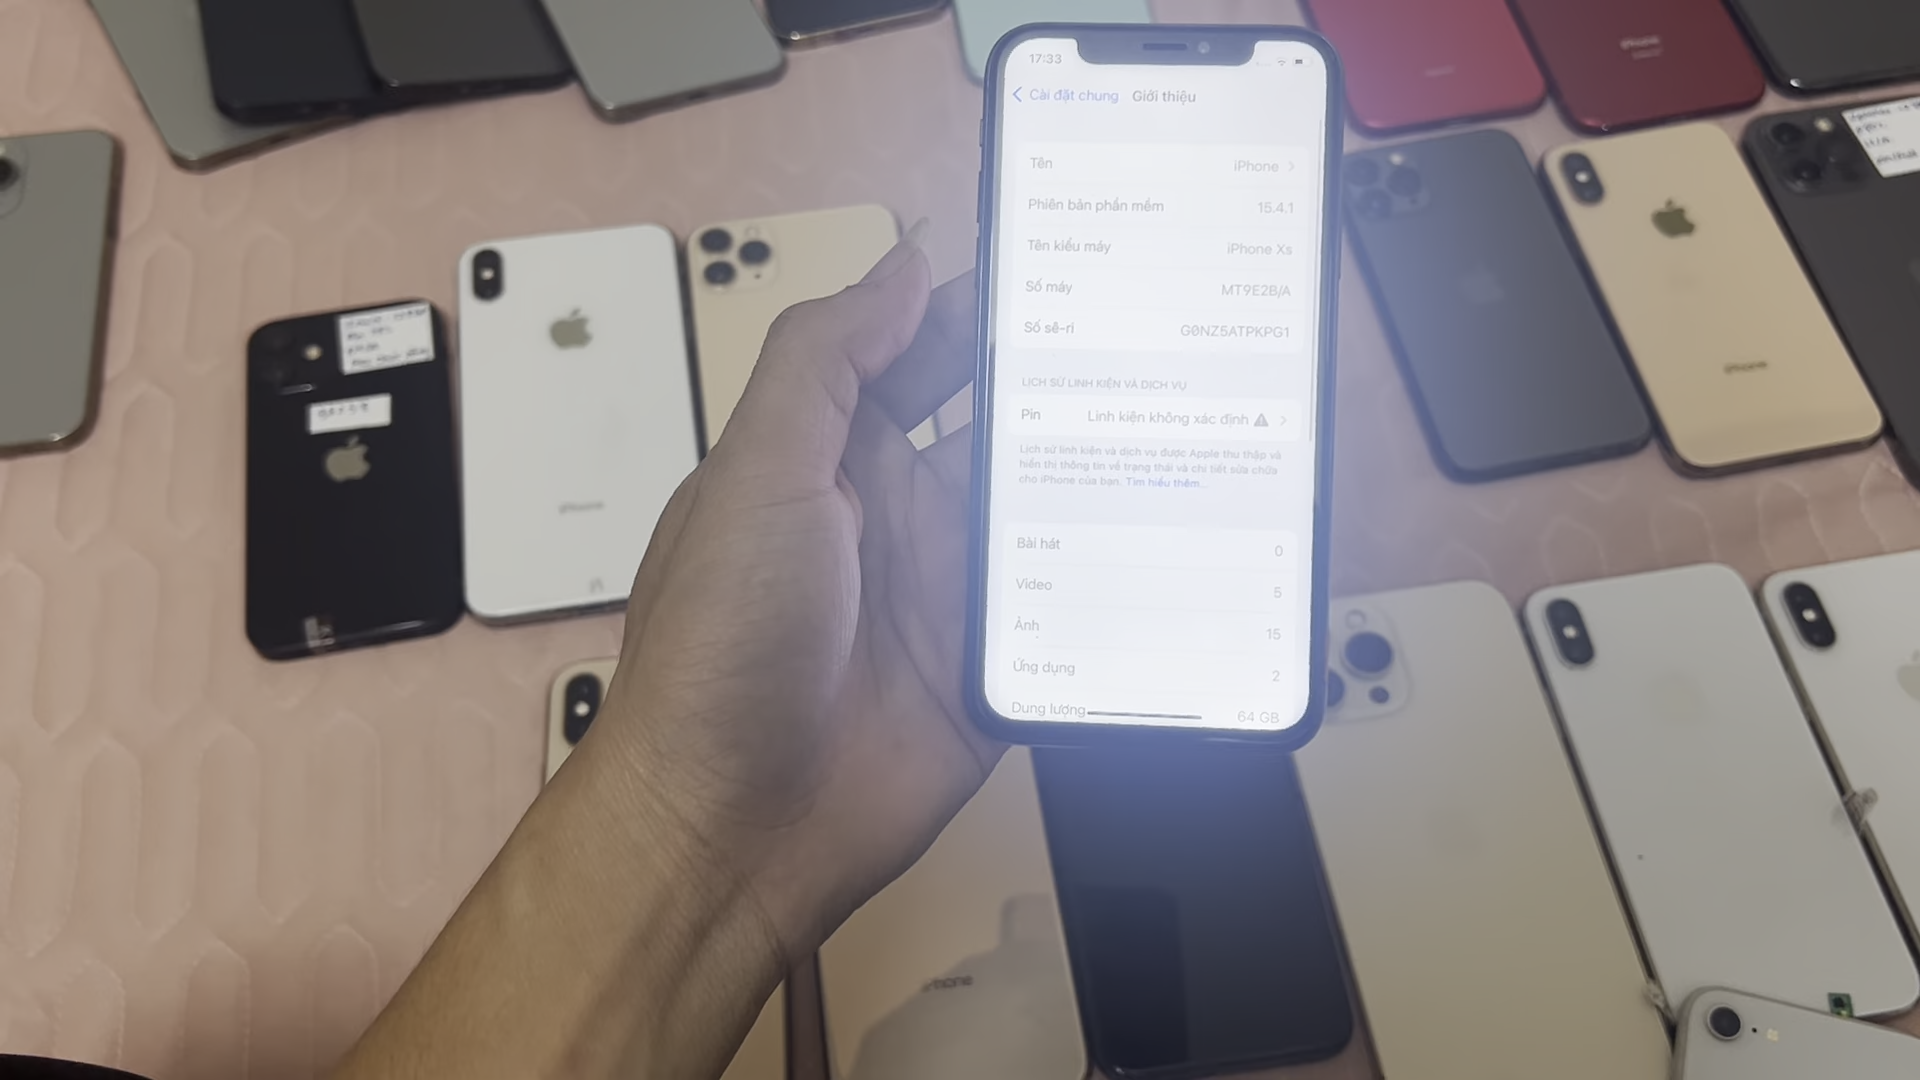 17:33
Cài đặt chung Giới thiệu
Tên iPhone
Phiên bản phần mềm 15.4.1
Tên kiểu máy iPhone Xs
Số máy MT9E2B/A
Số sê-ri G0NZ5ATPKPG1
LỊCH SỬ LINH KIỆN VÀ DỊCH VỤ
Pin Linh kiện không xác định
Lịch sử linh kiện và dịch vụ được Apple thu thập và
hiển thị thông tin về trạng thái và chi tiết sửa chữa
cho iPhone của bạn. Tìm hiểu thêm...
Bài hát 0
Video 5
Ảnh 15
Ứng dụng 2
Dung lượng 64 GB
iPhone
iPhone
iPhone
iPhone